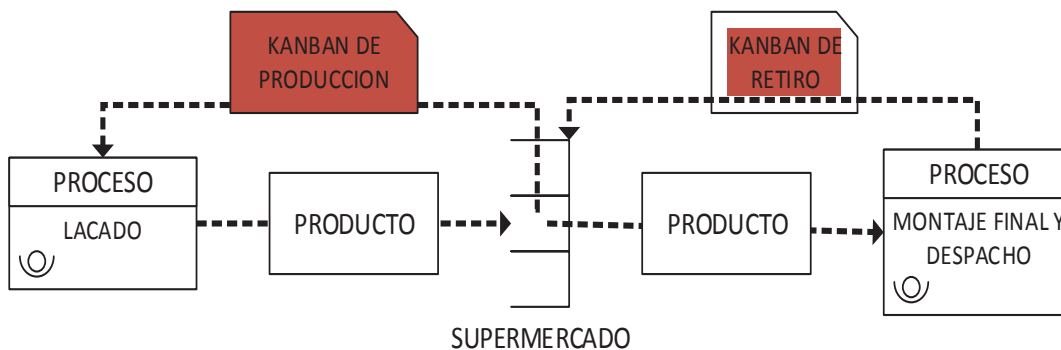 KANBAN DE
PRODUCCION
KANBAN DE
RETIRO
PROCESO
LACADO
PRODUCTO
PRODUCTO
PROCESO
MONTAJE FINAL Y
DESPACHO
SUPERMERCADO